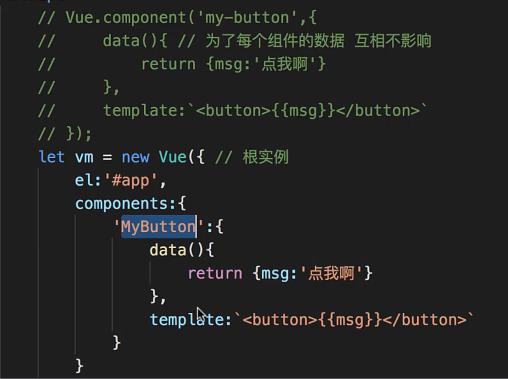 // Vue.component('my-button',{
//     data(){ // 为了每个组件的数据 互相不影响
//         return {msg:'点我啊'}
//     },
//     template:`<button>{{msg}}</button>`
// });
let vm = new Vue({ // 根实例
    el:'#app',
    components:{
        'MyButton':{
            data(){
                return {msg:'点我啊'}
            },
            template:`<button>{{msg}}</button>`
        }
    }